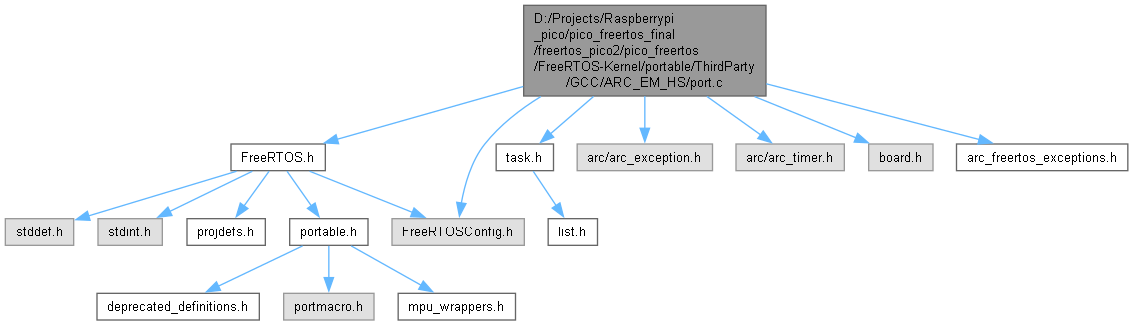 D:/Projects/Raspberrypi
_pico/pico_freertos_final
/freertos_pico2/pico_freertos
/FreeRTOS-Kernel/portable/ThirdParty
/GCC/ARC_EM_HS/port.c
FreeRTOS.h
task.h
arc/arc_exception.h
arc/arc_timer.h
board.h
arc_freertos_exceptions.h
stddef.h
stdint.h
projdefs.h
portable.h
FreeRTOSConfig.h
list.h
deprecated_definitions.h
portmacro.h
mpu_wrappers.h